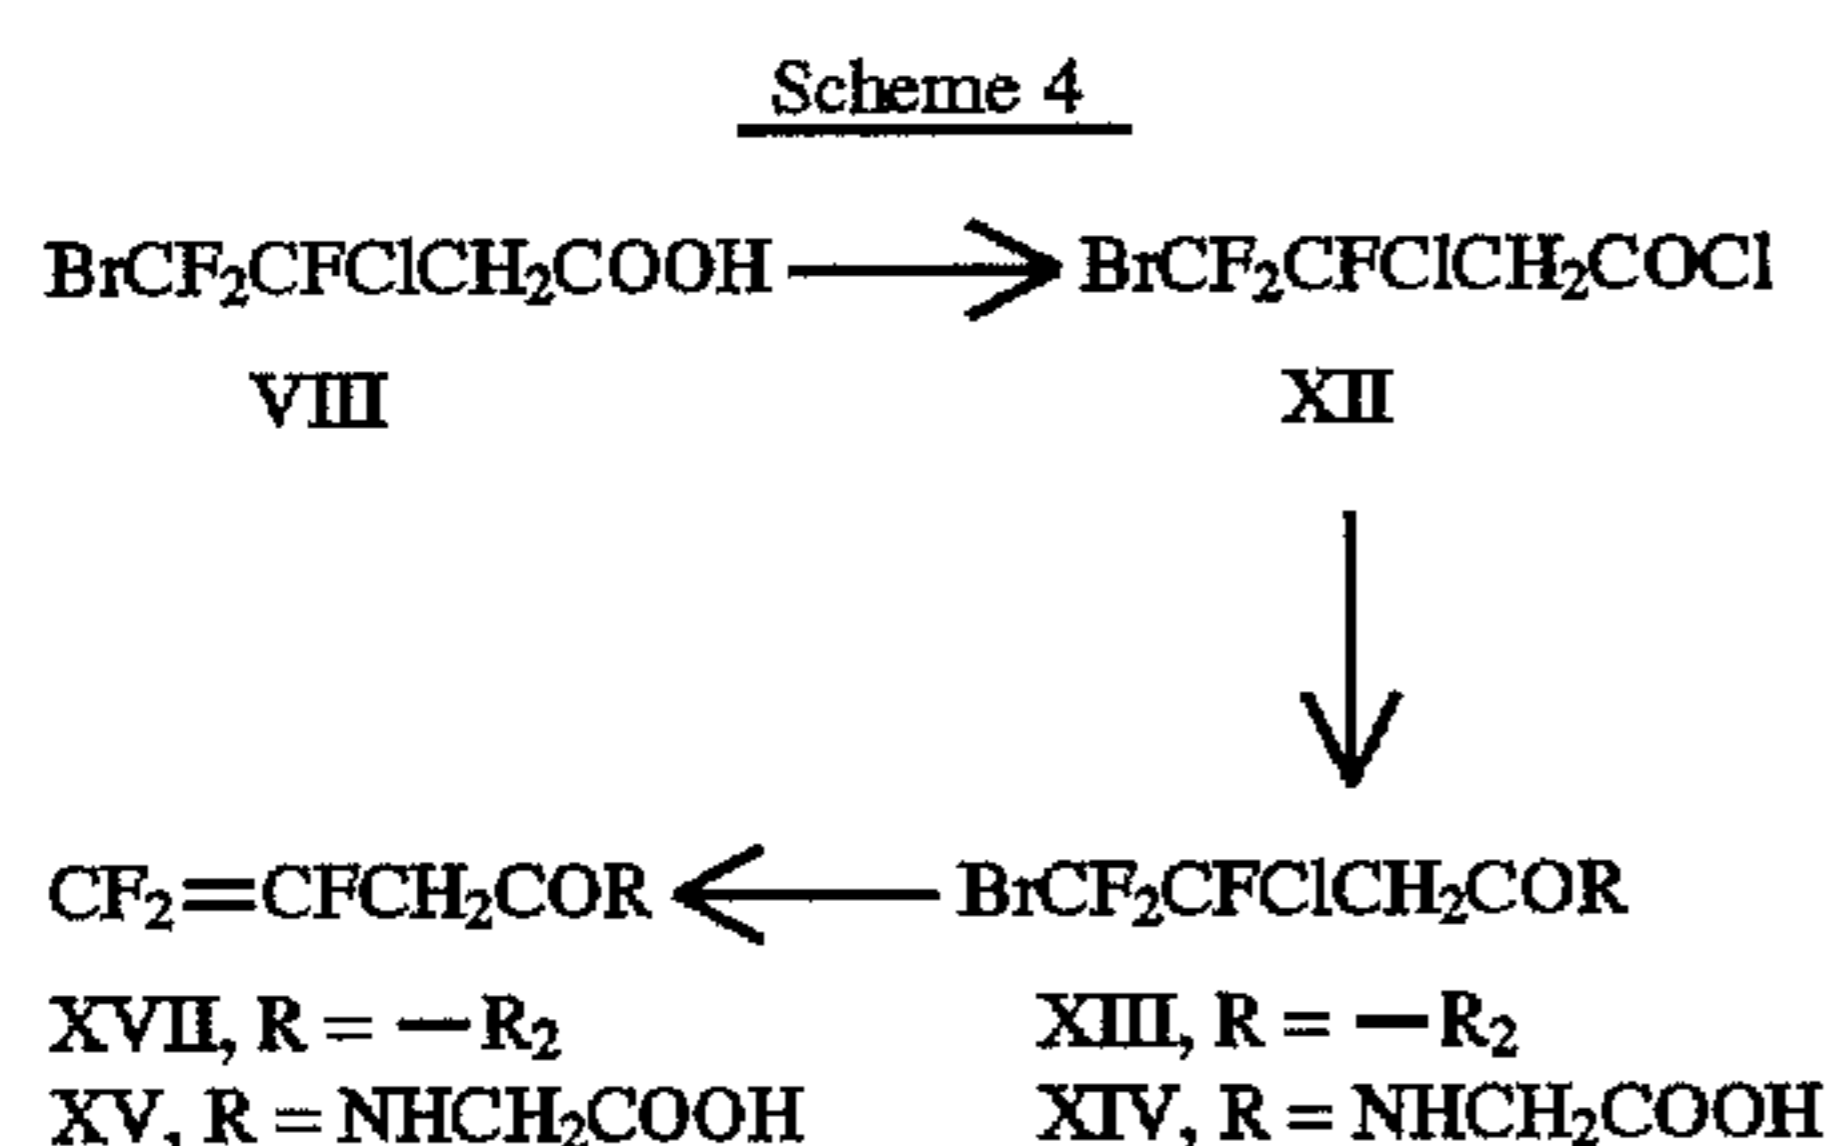 Scheme 4
BrCF₂CFClCH₂COOH BrCF₂CFClCH₂COCl
VIII XII
CF₂=CFCH₂COR BrCF₂CFClCH₂COR
XVII, R = —R₂ XIII, R = —R₂
XV, R = NHCH₂COOH XIV, R = NHCH₂COOH